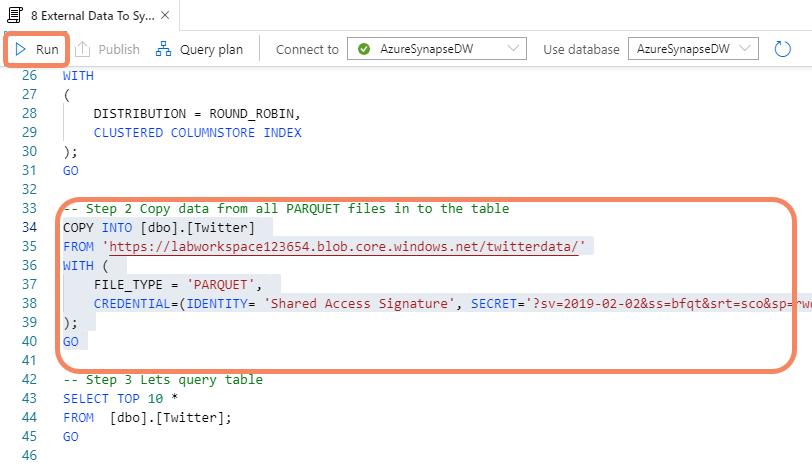 8 External Data To Sy...
Run Publish Query plan Connect to AzureSynapseDW Use database AzureSynapseDW
26 WITH
27 (
28 DISTRIBUTION = ROUND_ROBIN,
29 CLUSTERED COLUMNSTORE INDEX
30 );
31 GO
32
33 -- Step 2 Copy data from all PARQUET files in to the table
34 COPY INTO [dbo].[Twitter]
35 FROM 'https://labworkspace123654.blob.core.windows.net/twitterdata/'
36 WITH (
37 FILE_TYPE = 'PARQUET',
38 CREDENTIAL=(IDENTITY= 'Shared Access Signature', SECRET='?sv=2019-02-02&ss=bfqt&srt=sco&sp=rw
39 );
40 GO
41
42 -- Step 3 Lets query table
43 SELECT TOP 10 *
44 FROM [dbo].[Twitter];
45 GO
46